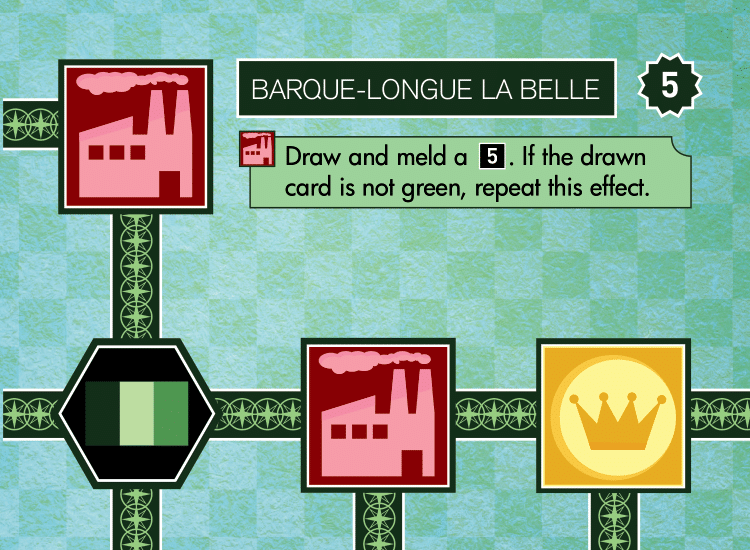 BARQUE-LONGUE LA BELLE
5
Draw and meld a 5. If the drawn
card is not green, repeat this effect.